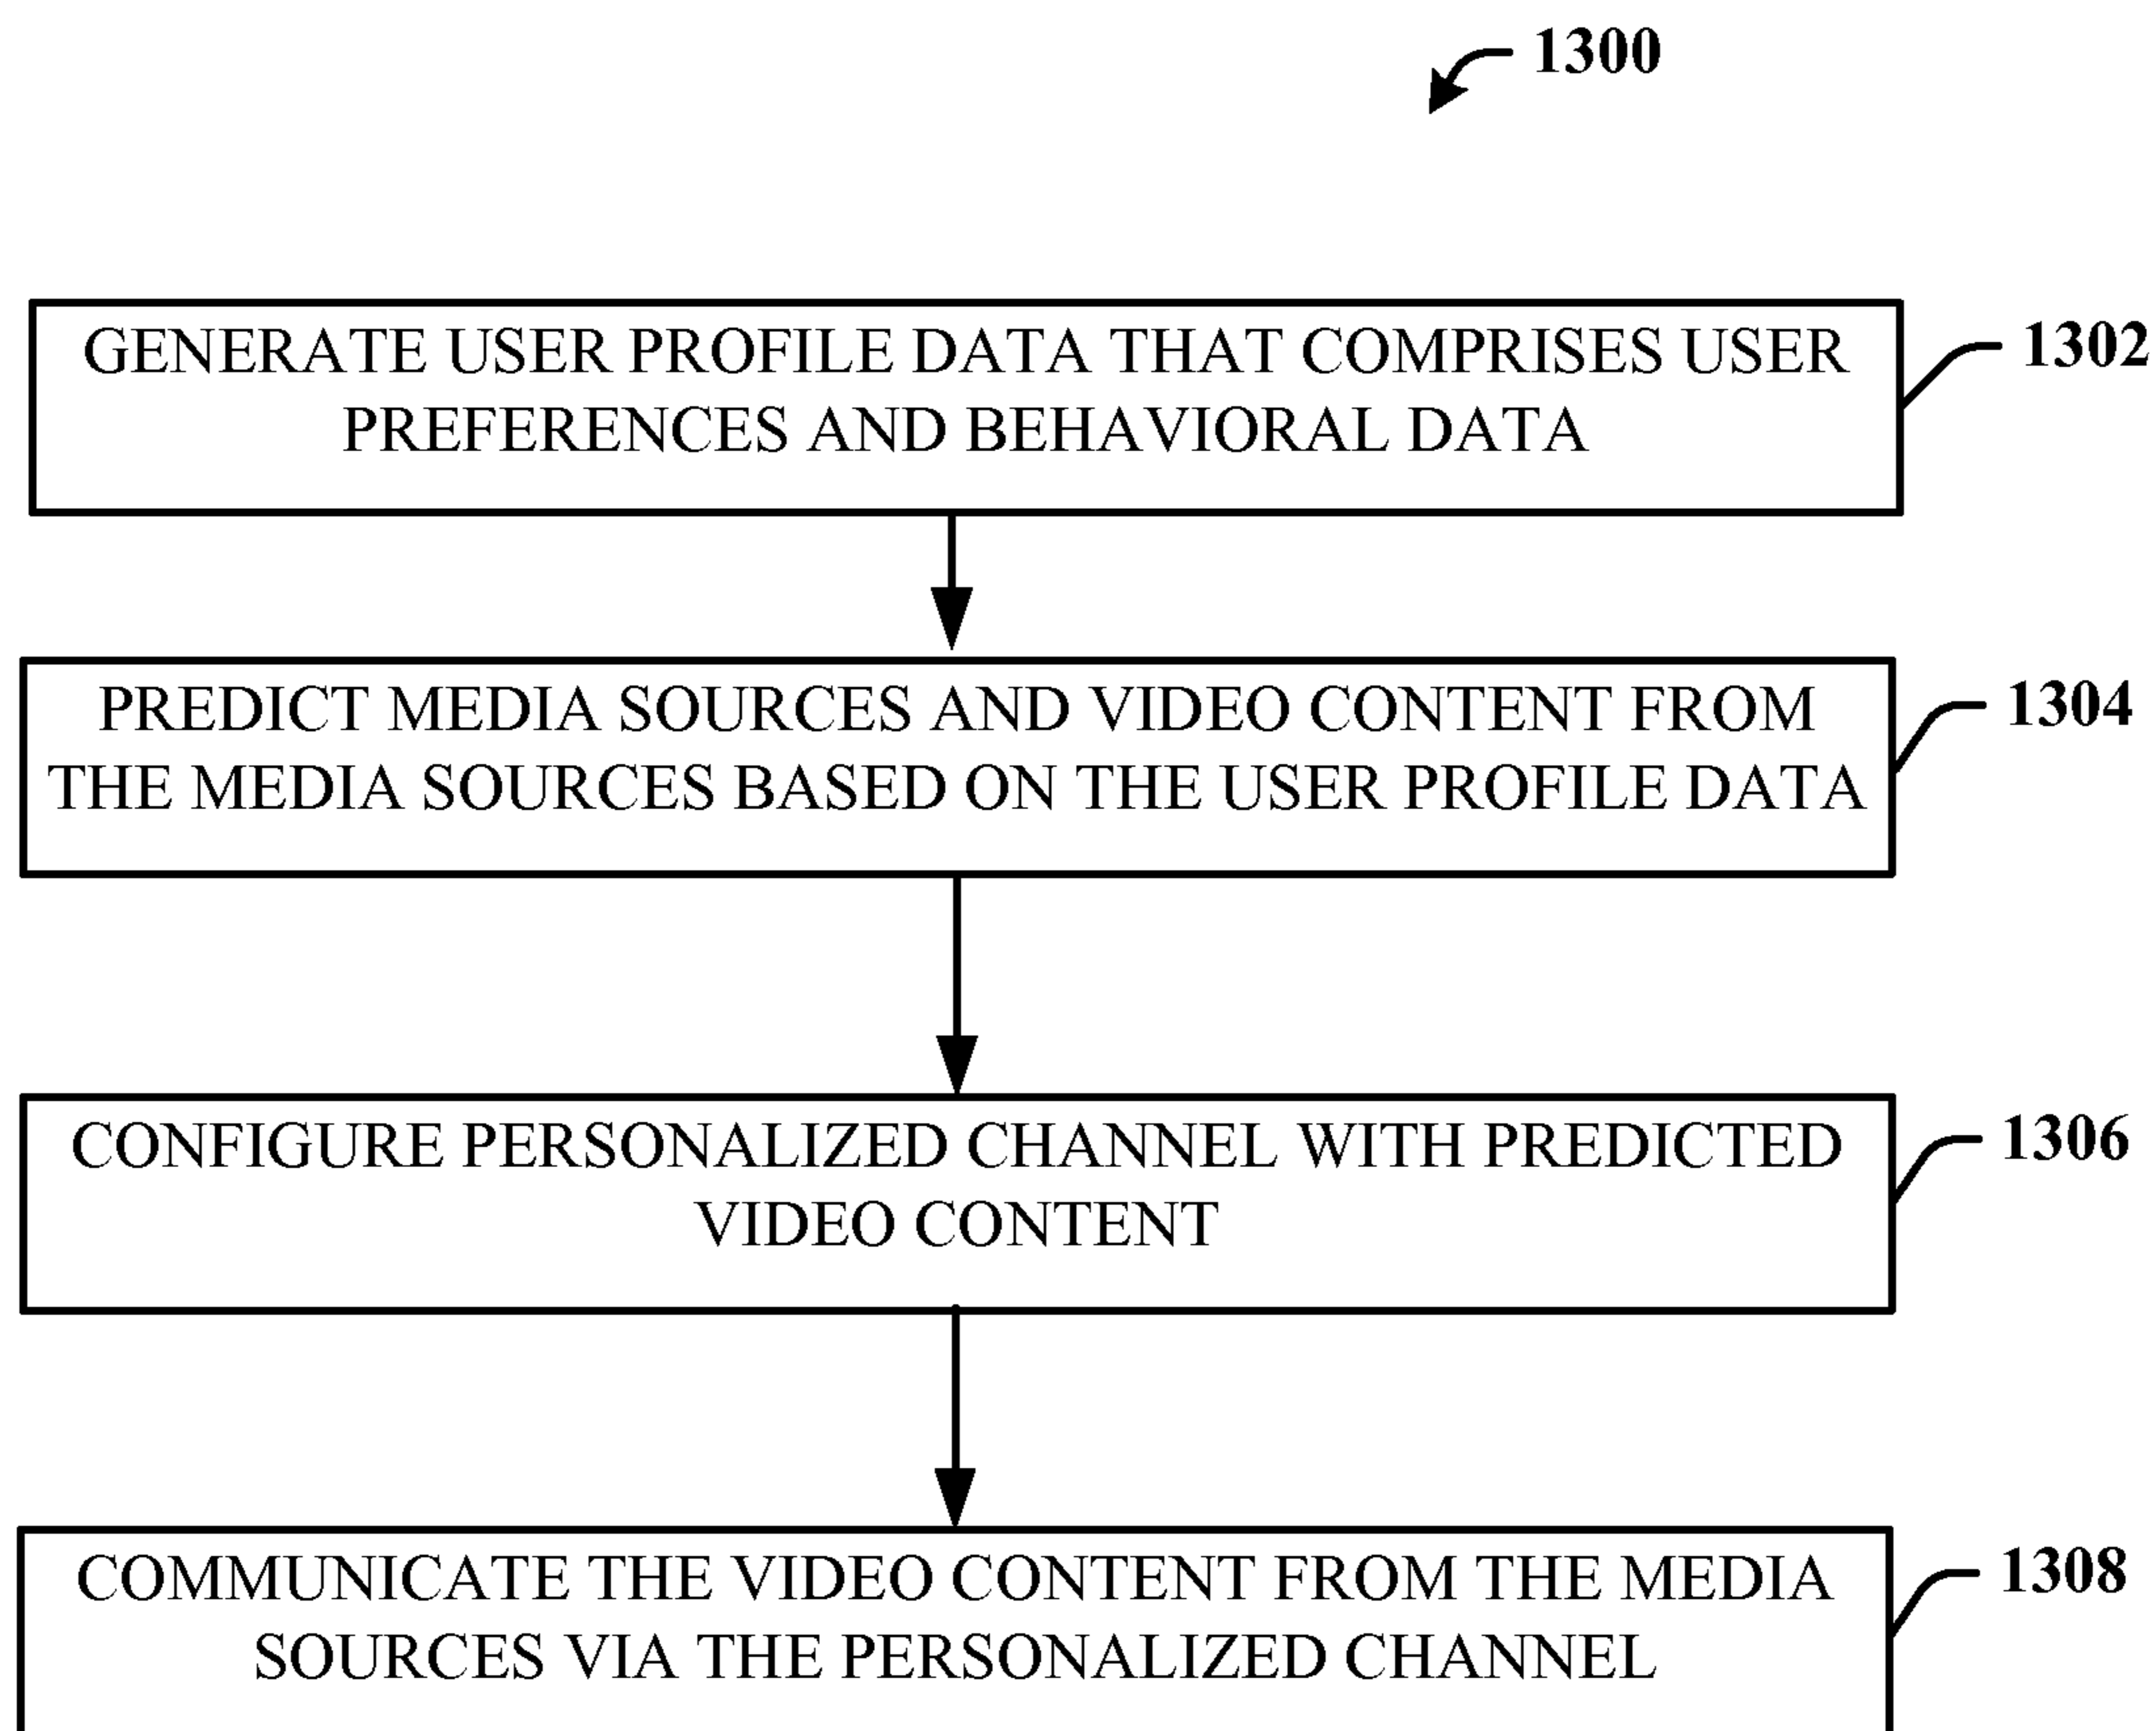 1300
GENERATE USER PROFILE DATA THAT COMPRISES USER
PREFERENCES AND BEHAVIORAL DATA
1302
PREDICT MEDIA SOURCES AND VIDEO CONTENT FROM
THE MEDIA SOURCES BASED ON THE USER PROFILE DATA
1304
CONFIGURE PERSONALIZED CHANNEL WITH PREDICTED
VIDEO CONTENT
1306
COMMUNICATE THE VIDEO CONTENT FROM THE MEDIA
SOURCES VIA THE PERSONALIZED CHANNEL
1308